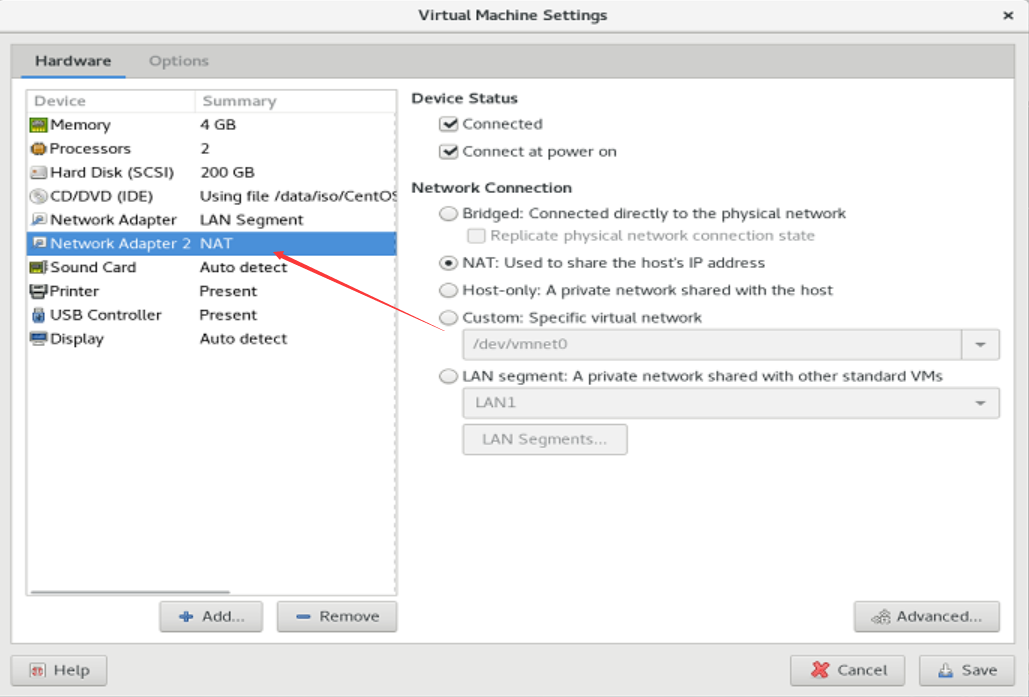 Virtual Machine Settings
Hardware Options
Device Summary
Memory 4 GB
Processors 2
Hard Disk (SCSI) 200 GB
CD/DVD (IDE) Using file /data/iso/CentOS
Network Adapter LAN Segment
Network Adapter 2 NAT
Sound Card Auto detect
Printer Present
USB Controller Present
Display Auto detect
Add...
Remove
Device Status
Connected
Connect at power on
Network Connection
Bridged: Connected directly to the physical network
Replicate physical network connection state
NAT: Used to share the host's IP address
Host-only: A private network shared with the host
Custom: Specific virtual network
/dev/vmnet0
LAN segment: A private network shared with other standard VMs
LAN1
LAN Segments...
Advanced...
Help
Cancel
Save